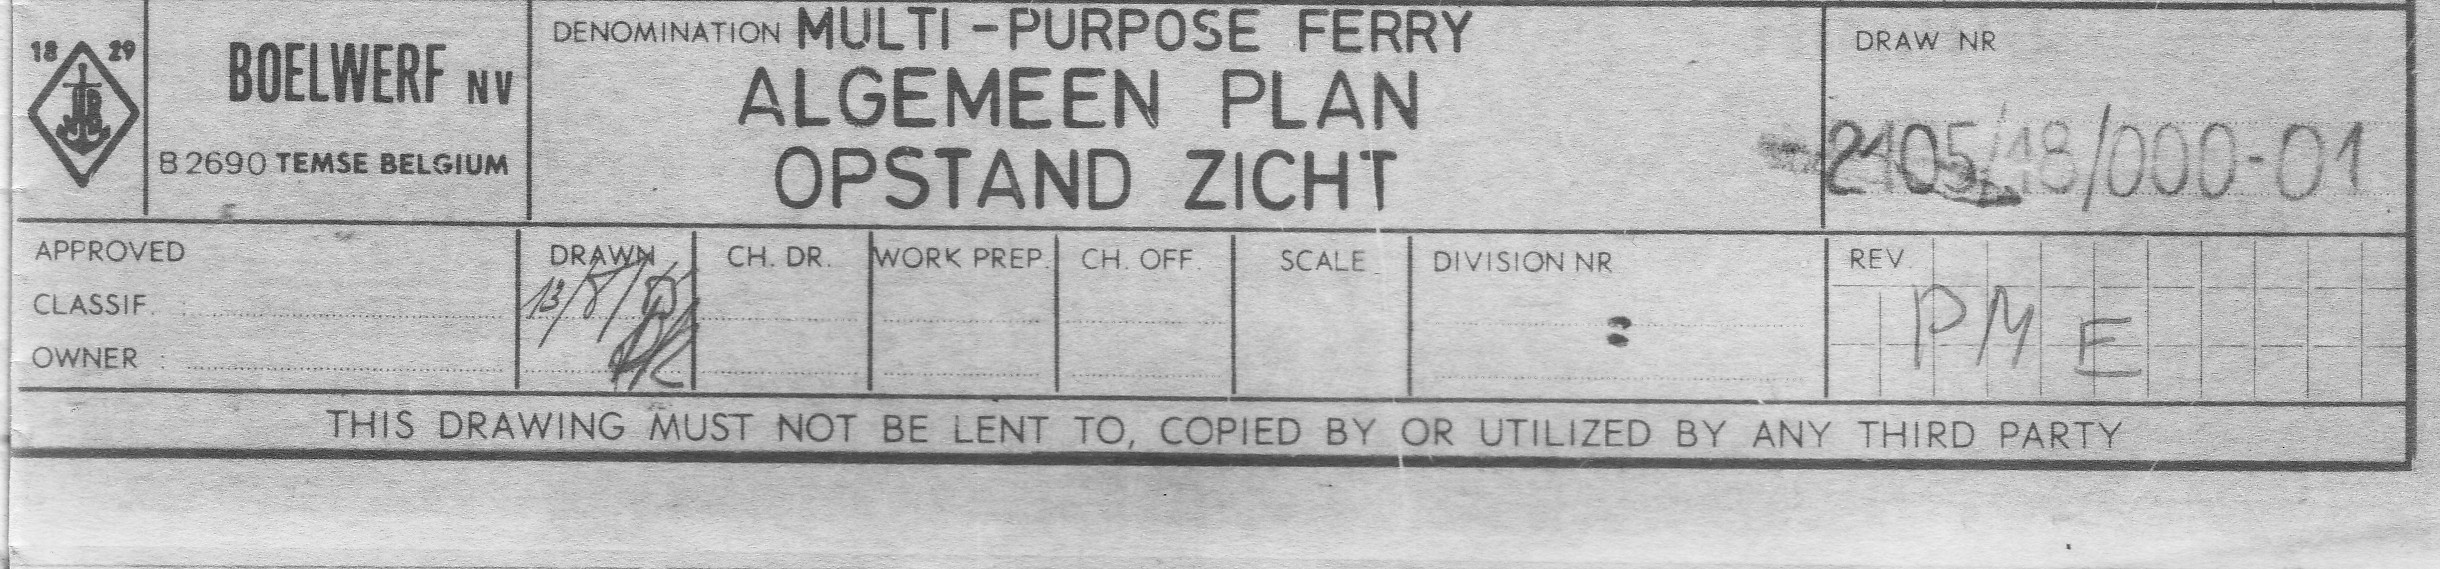 18 29
BOELWERF NV
B 2690 TEMSE BELGIUM
DENOMINATION MULTI-PURPOSE FERRY
ALGEMEEN PLAN
OPSTAND ZICHT
DRAW NR
2105/18/000-01
APPROVED
CLASSIF. :
OWNER :
DRAWN
CH. DR.
WORK PREP.
CH. OFF.
SCALE
DIVISION NR
:
REV.
P M E
THIS DRAWING MUST NOT BE LENT TO, COPIED BY OR UTILIZED BY ANY THIRD PARTY